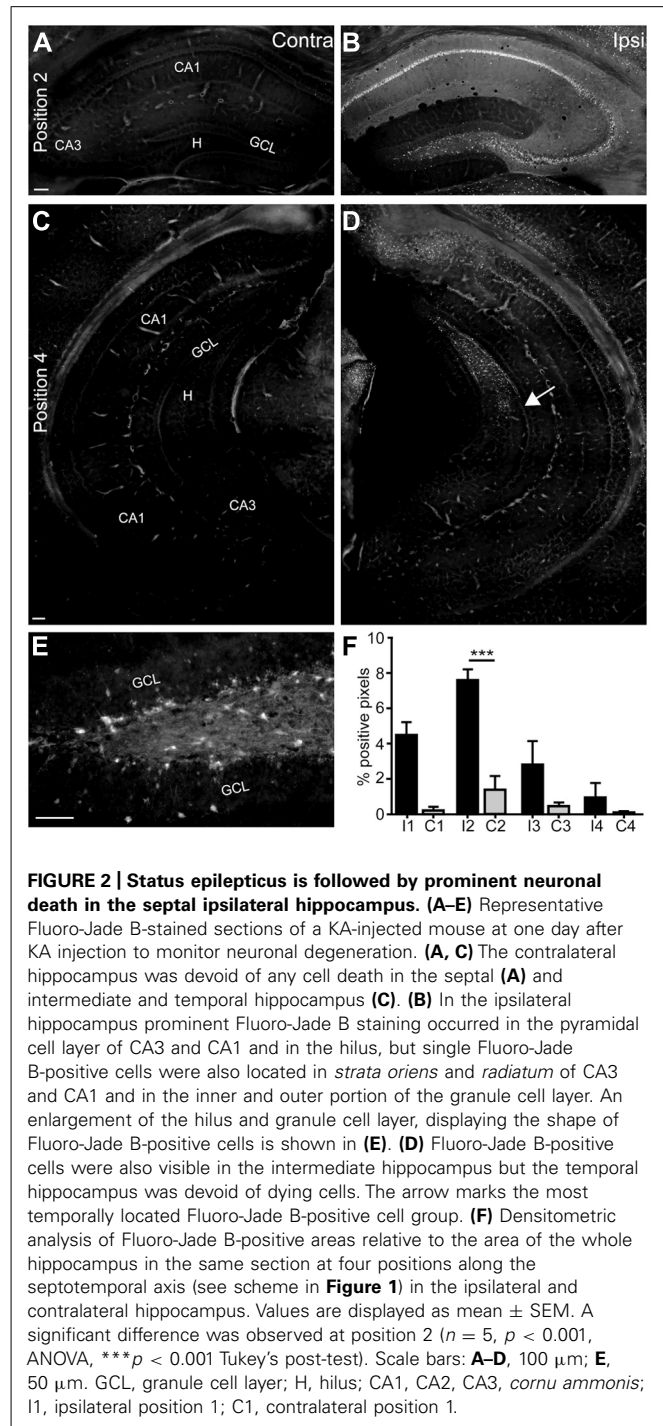 A
Contra
B
Ipsi
Position 2
CA1
CA3
H
GCL
C
D
Position 4
CA1
GCL
H
CA1
CA3
E
GCL
GCL
F
% positive pixels
10
8
6
4
2
0
***
I1 C1 I2 C2 I3 C3 I4 C4
FIGURE 2 | Status epilepticus is followed by prominent neuronal
death in the septal ipsilateral hippocampus. (A–E) Representative
Fluoro-Jade B-stained sections of a KA-injected mouse at one day after
KA injection to monitor neuronal degeneration. (A, C) The contralateral
hippocampus was devoid of any cell death in the septal (A) and
intermediate and temporal hippocampus (C). (B) In the ipsilateral
hippocampus prominent Fluoro-Jade B staining occurred in the pyramidal
cell layer of CA3 and CA1 and in the hilus, but single Fluoro-Jade
B-positive cells were also located in strata oriens and radiatum of CA3
and CA1 and in the inner and outer portion of the granule cell layer. An
enlargement of the hilus and granule cell layer, displaying the shape of
Fluoro-Jade B-positive cells is shown in (E). (D) Fluoro-Jade B-positive
cells were also visible in the intermediate hippocampus but the temporal
hippocampus was devoid of dying cells. The arrow marks the most
temporally located Fluoro-Jade B-positive cell group. (F) Densitometric
analysis of Fluoro-Jade B-positive areas relative to the area of the whole
hippocampus in the same section at four positions along the
septotemporal axis (see scheme in Figure 1) in the ipsilateral and
contralateral hippocampus. Values are displayed as mean ± SEM. A
significant difference was observed at position 2 (n = 5, p < 0.001,
ANOVA, ***p < 0.001 Tukey's post-test). Scale bars: A–D, 100 μm; E,
50 μm. GCL, granule cell layer; H, hilus; CA1, CA2, CA3, cornu ammonis;
I1, ipsilateral position 1; C1, contralateral position 1.